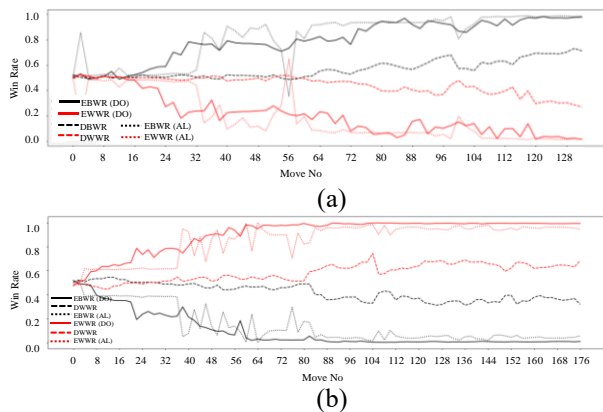 1.0
0.8
0.6
0.4
0.2
0.0
Win Rate
EBWR (DO)
EWWR (DO)
DBWR EBWR (AL)
DWWR EWWR (AL)
0 8 16 24 32 40 48 56 64 72 80 88 96 104 112 120 128
Move No
(a)
1.0
0.8
0.6
0.4
0.2
0.0
Win Rate
EBWR (DO)
DWWR
EBWR (AL)
EWWR (DO)
DWWR
EWWR (AL)
0 8 16 24 32 40 48 56 64 72 80 88 96 104 112 120 128 136 144 152 160 168 176
Move No
(b)